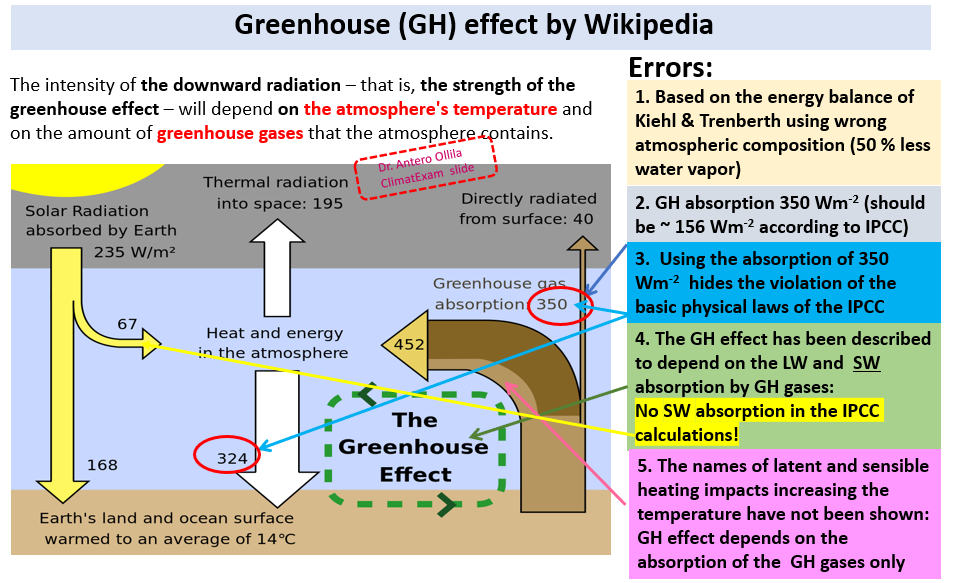 Greenhouse (GH) effect by Wikipedia
The intensity of the downward radiation – that is, the strength of the
greenhouse effect – will depend on the atmosphere's temperature and
on the amount of greenhouse gases that the atmosphere contains.
Dr. Antero Ollila
ClimatExam slide
Solar Radiation
absorbed by Earth
235 W/m²
Thermal radiation
into space: 195
Directly radiated
from surface: 40
Greenhouse gas
absorption: 350
67
Heat and energy
in the atmosphere
452
The
Greenhouse
Effect
324
168
Earth's land and ocean surface
warmed to an average of 14°C
Errors:
1. Based on the energy balance of
Kiehl & Trenberth using wrong
atmospheric composition (50 % less
water vapor)
2. GH absorption 350 Wm-2 (should
be ~ 156 Wm-2 according to IPCC)
3. Using the absorption of 350
Wm-2 hides the violation of the
basic physical laws of the IPCC
4. The GH effect has been described
to depend on the LW and SW
absorption by GH gases:
No SW absorption in the IPCC
calculations!
5. The names of latent and sensible
heating impacts increasing the
temperature have not been shown:
GH effect depends on the
absorption of the GH gases only